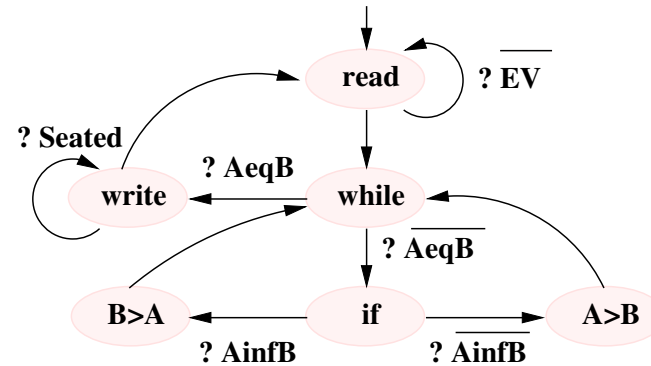 read
? EV
? Seated
? AeqB
write
while
? AeqB
B>A
if
A>B
? AinfB
? AinfB